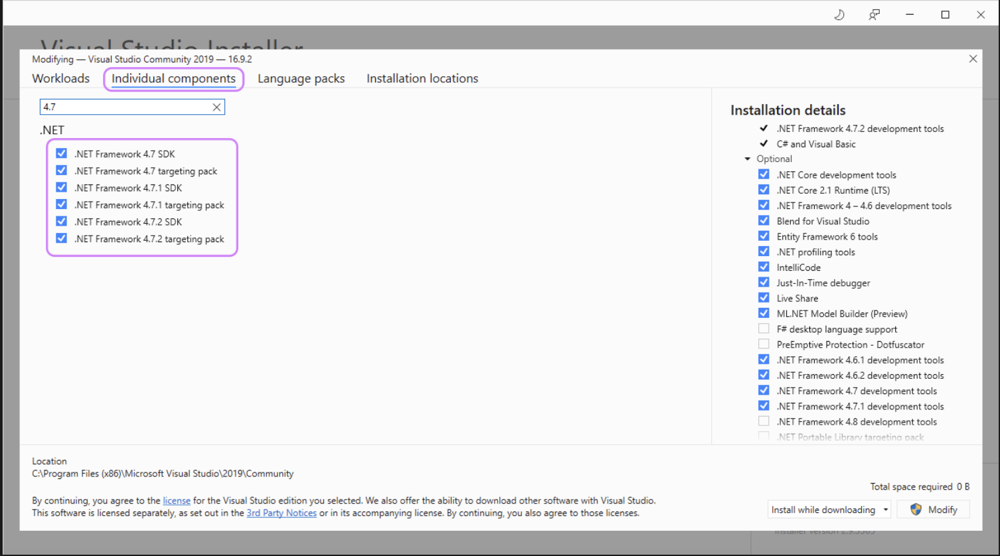 Visual Studio Installer
Modifying — Visual Studio Community 2019 — 16.9.2
Workloads Individual components Language packs Installation locations
4.7
.NET
.NET Framework 4.7 SDK
.NET Framework 4.7 targeting pack
.NET Framework 4.7.1 SDK
.NET Framework 4.7.1 targeting pack
.NET Framework 4.7.2 SDK
.NET Framework 4.7.2 targeting pack
Installation details
.NET Framework 4.7.2 development tools
C# and Visual Basic
Optional
.NET Core development tools
.NET Core 2.1 Runtime (LTS)
.NET Framework 4 – 4.6 development tools
Blend for Visual Studio
Entity Framework 6 tools
.NET profiling tools
IntelliCode
Just-In-Time debugger
Live Share
ML.NET Model Builder (Preview)
F# desktop language support
PreEmptive Protection - Dotfuscator
.NET Framework 4.6.1 development tools
.NET Framework 4.6.2 development tools
.NET Framework 4.7 development tools
.NET Framework 4.7.1 development tools
.NET Framework 4.8 development tools
.NET Portable Library targeting pack
Location
C:\Program Files (x86)\Microsoft Visual Studio\2019\Community
By continuing, you agree to the license for the Visual Studio edition you selected. We also offer the ability to download other software with Visual Studio.
This software is licensed separately, as set out in the 3rd Party Notices or in its accompanying license. By continuing, you also agree to those licenses.
Total space required 0 B
Install while downloading Modify
Installer version